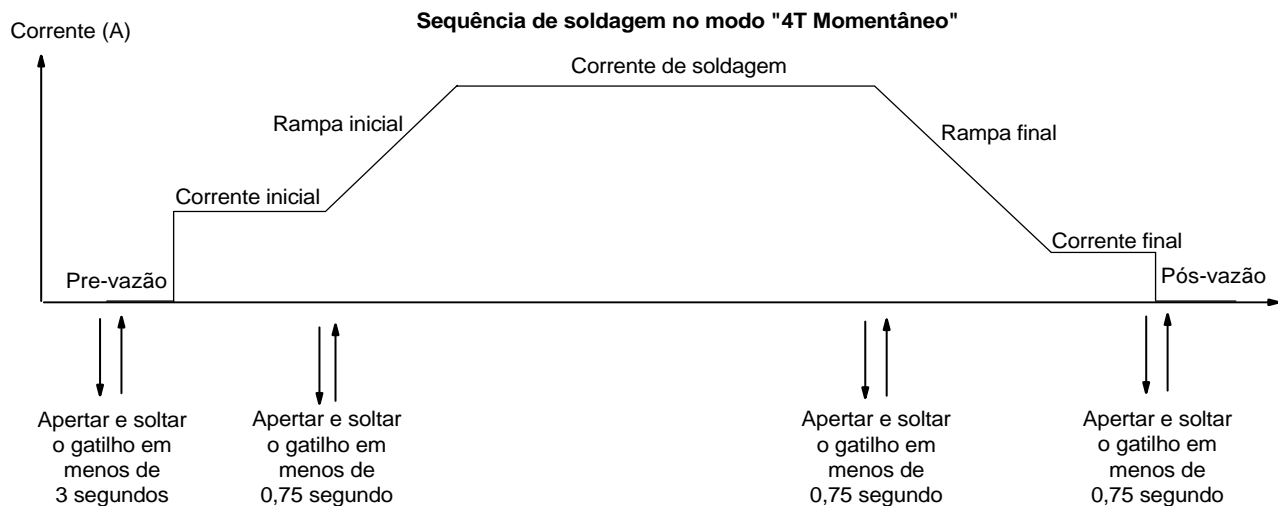 Sequência de soldagem no modo "4T Momentâneo"
Corrente (A)
Corrente de soldagem
Rampa inicial
Rampa final
Corrente inicial
Corrente final
Pre-vazão
Pós-vazão
Apertar e soltar
o gatilho em
menos de
3 segundos
Apertar e soltar
o gatilho em
menos de
0,75 segundo
Apertar e soltar
o gatilho em
menos de
0,75 segundo
Apertar e soltar
o gatilho em
menos de
0,75 segundo